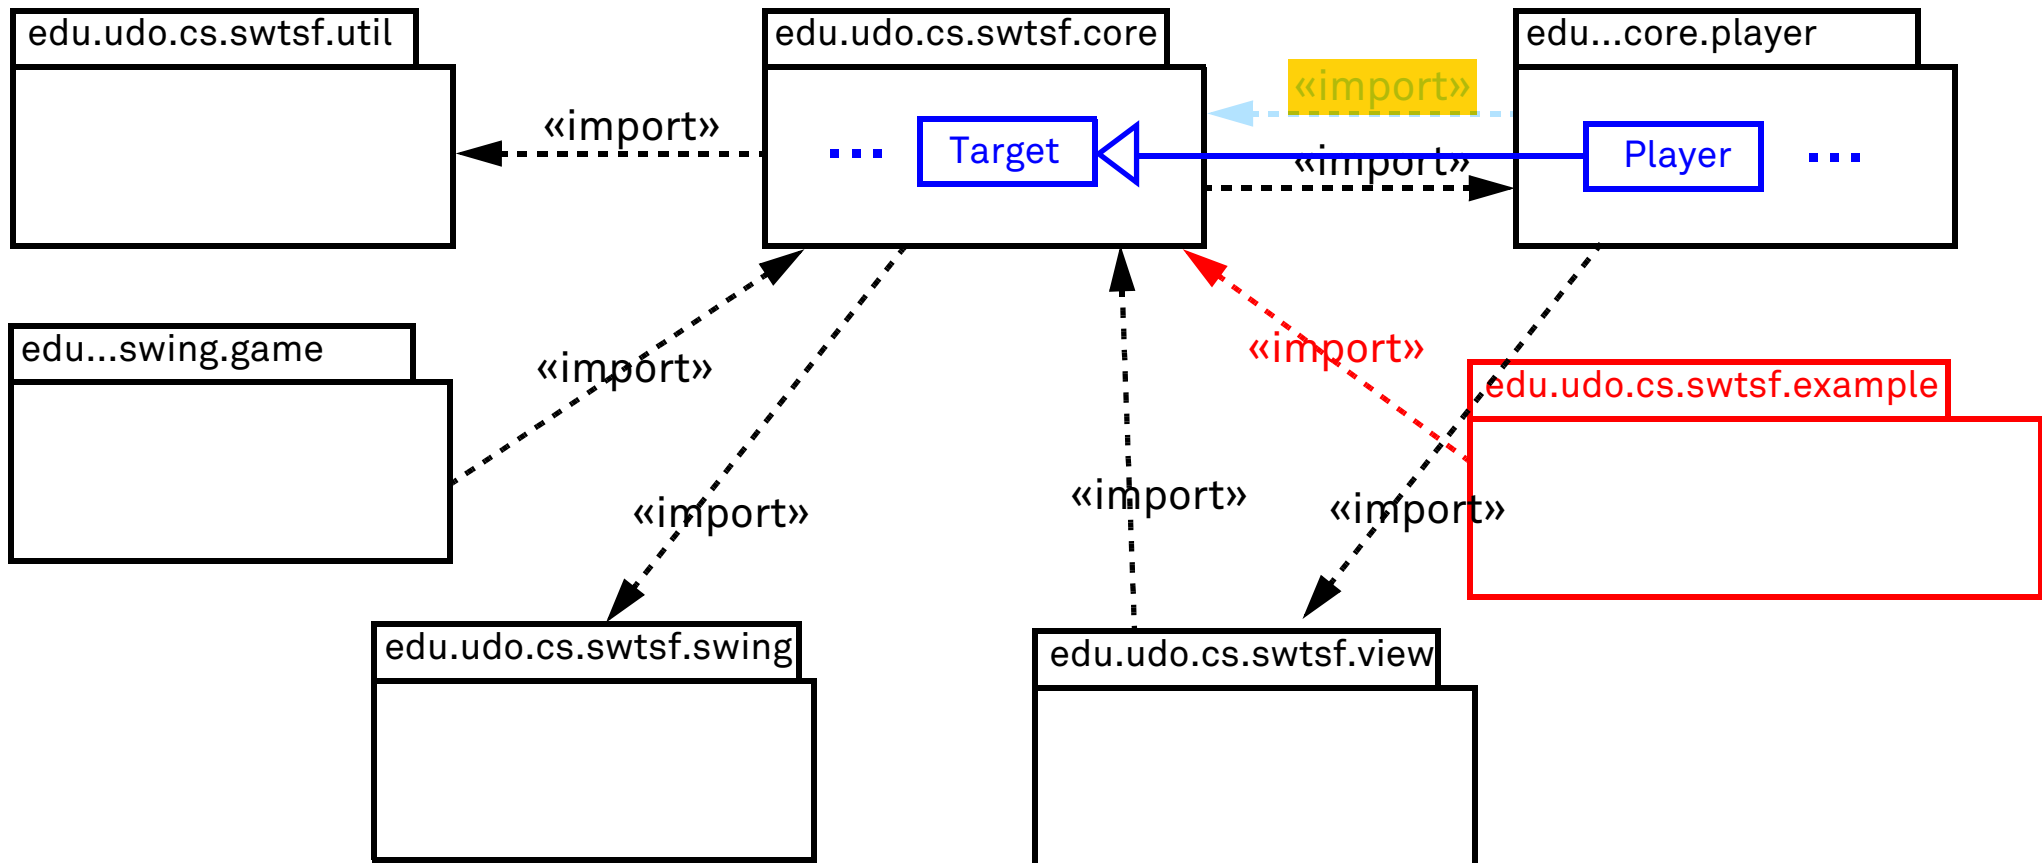 edu.udo.cs.swtsf.util
edu.udo.cs.swtsf.core
edu...core.player
«import»
«import»
Target
«import»
Player
edu...swing.game
«import»
«import»
edu.udo.cs.swtsf.example
«import»
«import»
«import»
edu.udo.cs.swtsf.swing
edu.udo.cs.swtsf.view